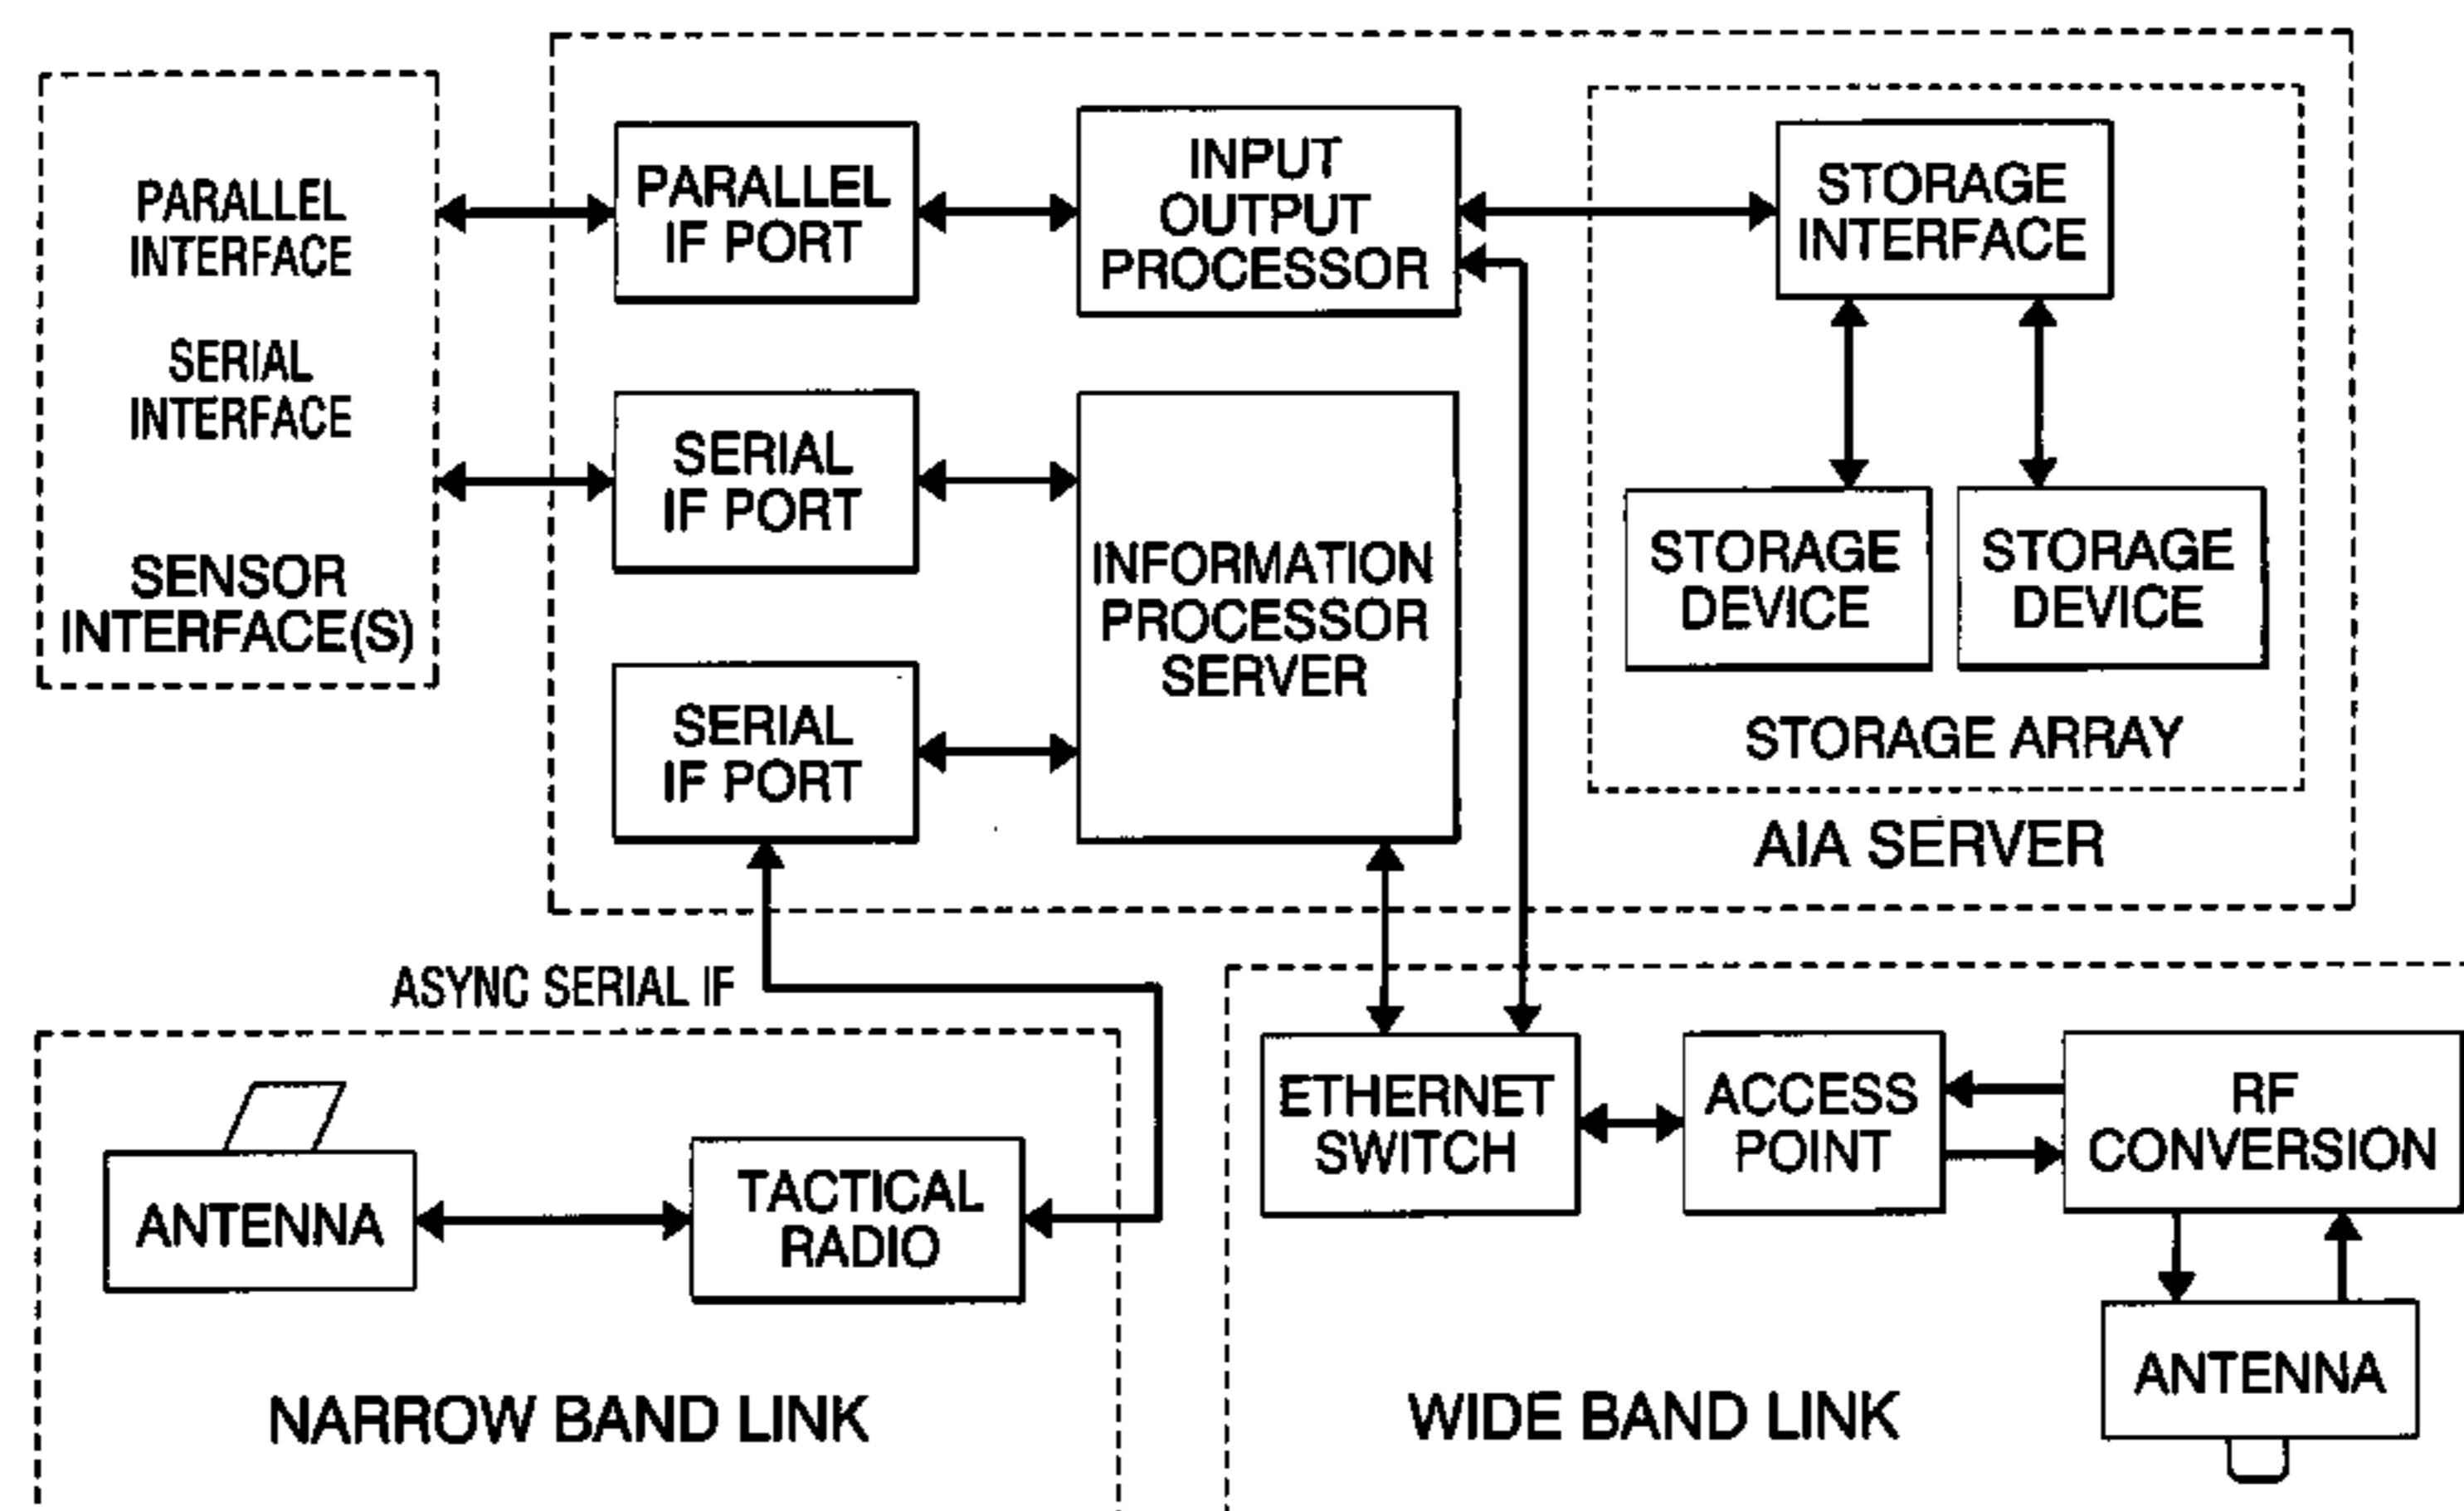 PARALLEL
INTERFACE
SERIAL
INTERFACE
SENSOR
INTERFACE(S)
PARALLEL
IF PORT
INPUT
OUTPUT
PROCESSOR
STORAGE
INTERFACE
SERIAL
IF PORT
INFORMATION
PROCESSOR
SERVER
SERIAL
IF PORT
STORAGE
DEVICE
STORAGE
DEVICE
STORAGE ARRAY
AIA SERVER
ASYNC SERIAL IF
ANTENNA
TACTICAL
RADIO
NARROW BAND LINK
ETHERNET
SWITCH
ACCESS
POINT
RF
CONVERSION
ANTENNA
WIDE BAND LINK